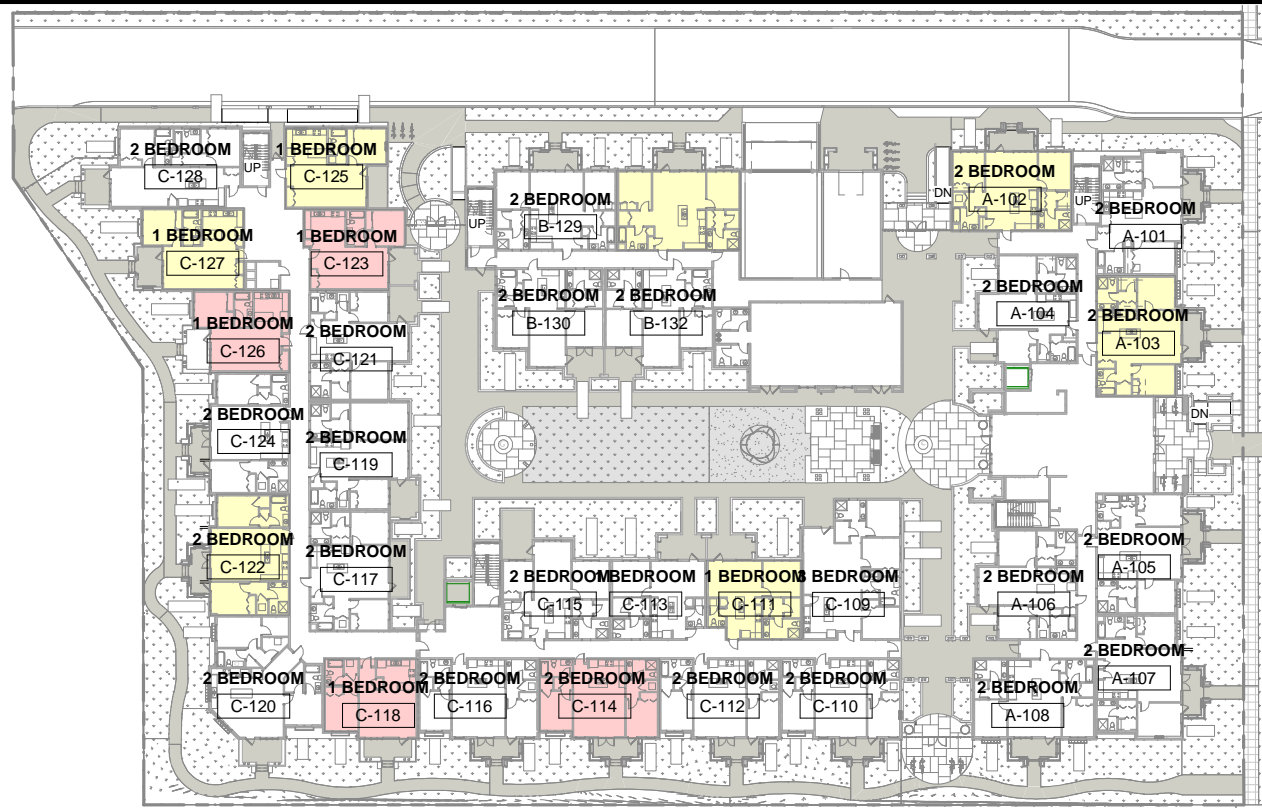 2 BEDROOM
C-128
UP
1 BEDROOM
C-125
1 BEDROOM
C-127
1 BEDROOM
C-123
1 BEDROOM
C-126
2 BEDROOM
C-121
2 BEDROOM
C-124
2 BEDROOM
C-119
2 BEDROOM
C-122
2 BEDROOM
C-117
2 BEDROOM
C-120
1 BEDROOM
C-118
2 BEDROOM
C-116
2 BEDROOM
C-114
2 BEDROOM
C-112
2 BEDROOM
C-110
2 BEDROOM
C-115
BEDROOM
C-113
1 BEDROOM
C-111
BEDROOM
C-109
UP
2 BEDROOM
B-129
2 BEDROOM
B-130
2 BEDROOM
B-132
DN
2 BEDROOM
A-102
UP
2 BEDROOM
A-101
2 BEDROOM
A-104
2 BEDROOM
A-103
DN
2 BEDROOM
A-105
2 BEDROOM
A-106
2 BEDROOM
A-107
2 BEDROOM
A-108